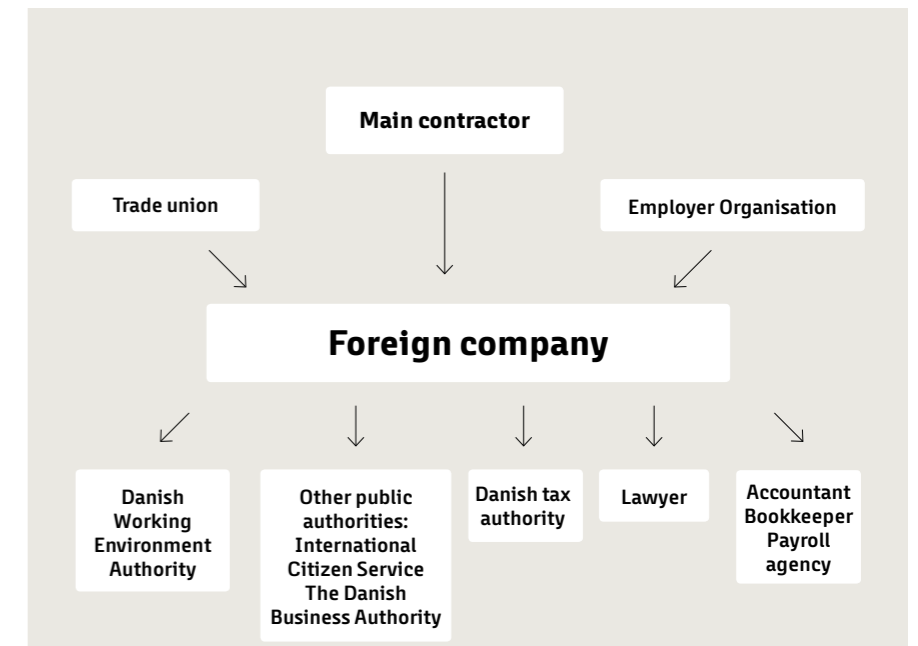 Main contractor
Trade union
Employer Organisation
Foreign company
Danish
Working
Environment
Authority
Other public
authorities:
International
Citizen Service
The Danish
Business Authority
Danish tax
authority
Lawyer
Accountant
Bookkeeper
Payroll
agency